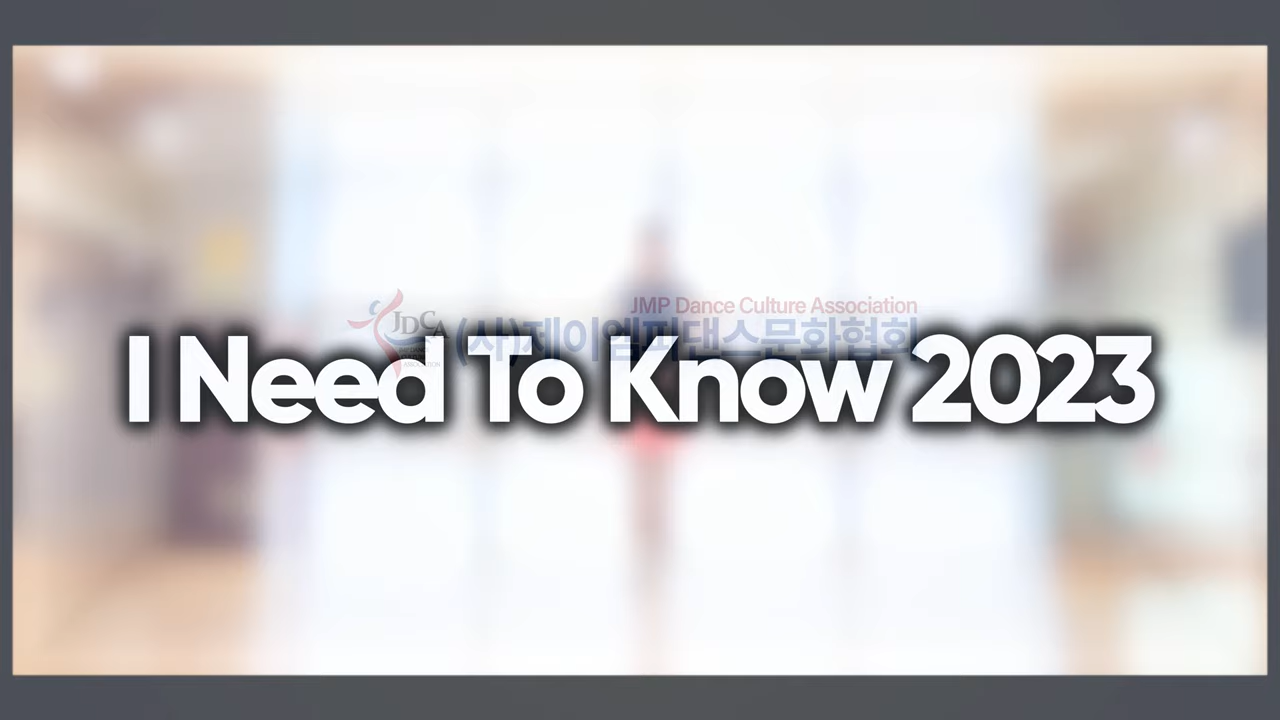 JMP Dance Culture Association
JDCA
(사)제이엠피댄스문화협회
ASSOCIATION
I Need To Know 2023